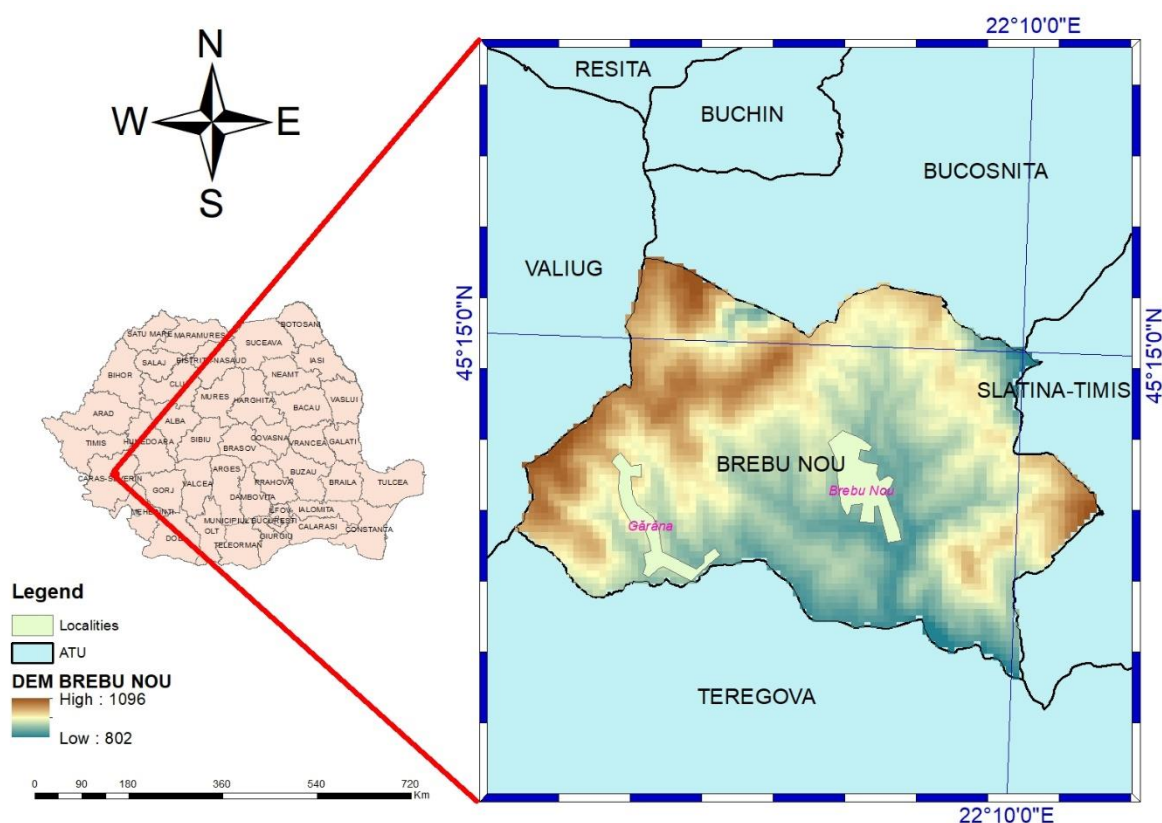 N
W E
S
22°10'0"E
RESITA
BUCHIN
BUCOSNITA
VALIUG
45°15'0"N
45°15'0"N
SLATINA-TIMIS
BREBU NOU
Brebu Nou
Gărâna
TEREGOVA
22°10'0"E
BOTOSANI
SATU MARE
MARAMURES
SUCEAVA
BISTRITA-NASAUD
IASI
SALAJ
BIHOR
NEAMT
CLUJ
MURES
HARGHITA
VASLUI
BACAU
ARAD
ALBA
TIMIS
HUNEDOARA
SIBIU
COVASNA
VRANCEA
GALATI
BRASOV
CARAS-SEVERIN
ARGES
BUZAU
GORJ
VALCEA
PRAHOVA
BRAILA
TULCEA
DAMBOVITA
MEHEDINTI
ILFOV
IALOMITA
MUNICIPIUL BUCURESTI
OLT
CALARASI
CONSTANTA
DOLJ
GIURGIU
TELEORMAN
Legend
Localities
ATU
DEM BREBU NOU
High : 1096
Low : 802
0 90 180 360 540 720
Km